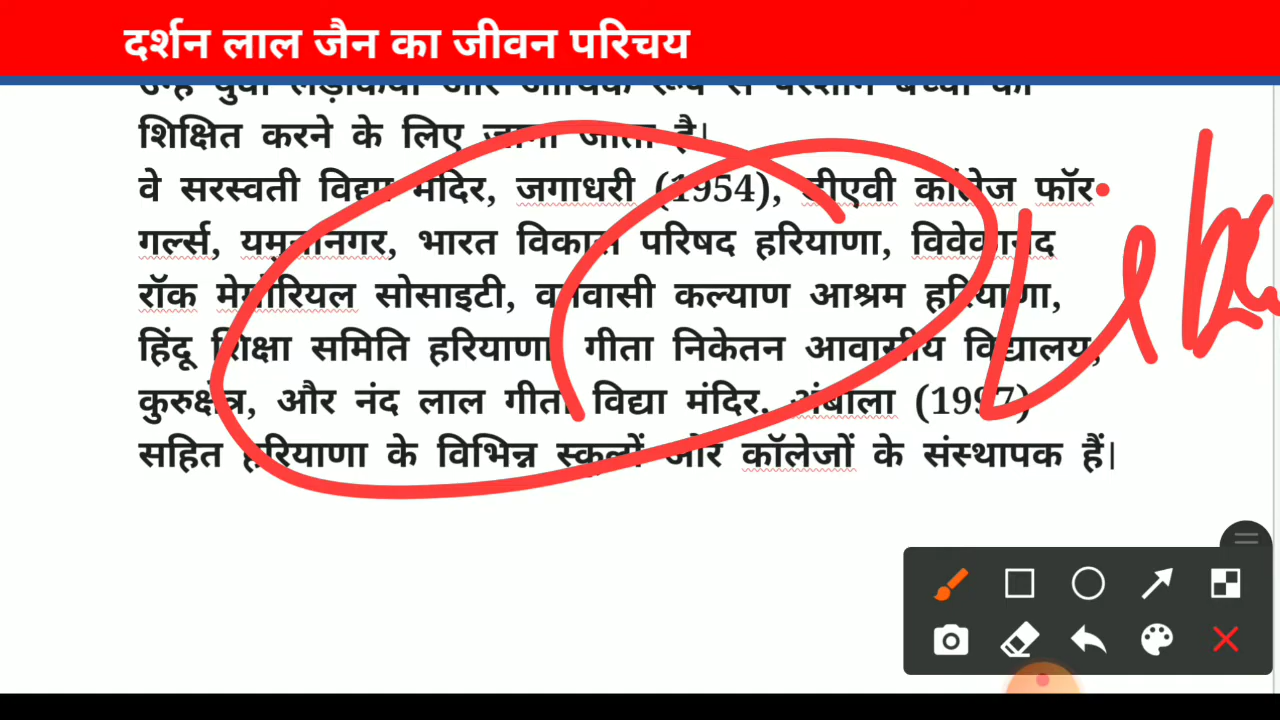 दर्शन लाल जैन का जीवन परिचय
शिक्षित करने के लिए जाना जाता है।
वे सरस्वती विद्या मंदिर, जगाधरी (1954), डीएवी कॉलेज फॉर
गर्ल्स, यमुनानगर, भारत विकास परिषद हरियाणा, विवेकानंद
रॉक मेमोरियल सोसाइटी, वनवासी कल्याण आश्रम हरियाणा,
हिंदू शिक्षा समिति हरियाणा, गीता निकेतन आवासीय विद्यालय,
कुरुक्षेत्र, और नंद लाल गीता विद्या मंदिर, अंबाला (1997)
सहित हरियाणा के विभिन्न स्कूलों और कॉलेजों के संस्थापक हैं।